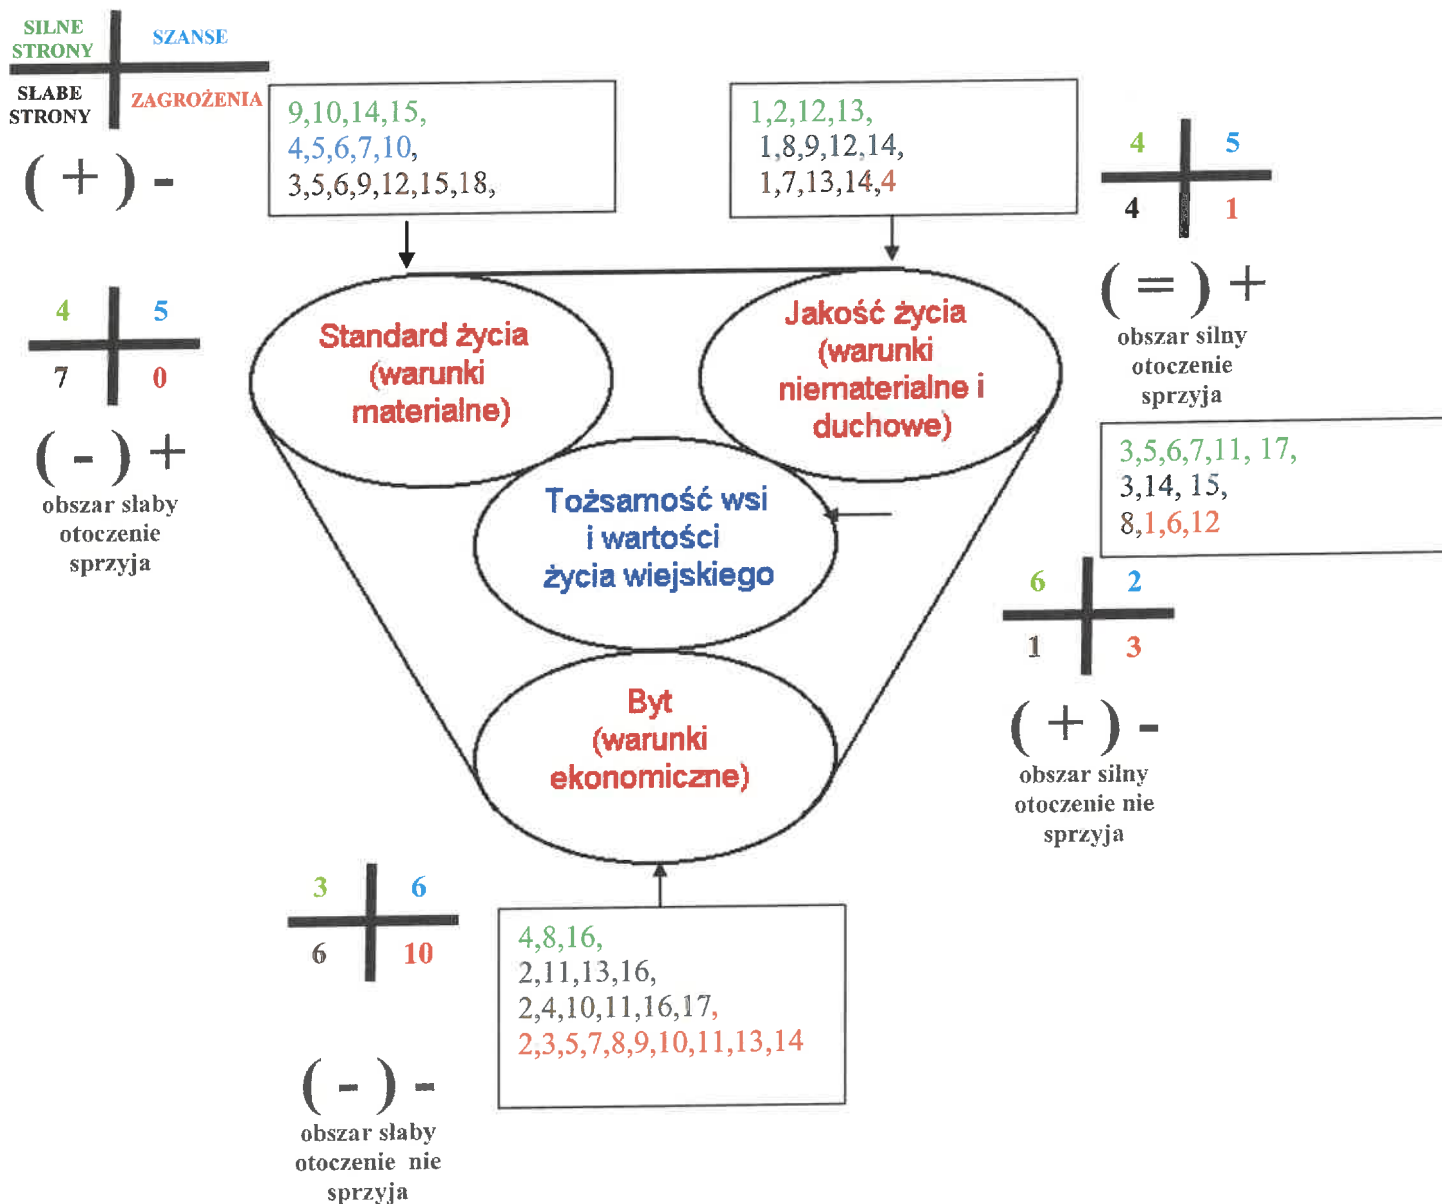 SILNE
STRONY
SZANSE
SŁABE
STRONY
ZAGROŻENIA
( + ) -
9,10,14,15,
4,5,6,7,10,
3,5,6,9,12,15,18,
1,2,12,13,
1,8,9,12,14,
1,7,13,14,4
4 5
4 1
( = ) +
obszar silny
otoczenie
sprzyja
4 5
7 0
( - ) +
obszar słaby
otoczenie
sprzyja
Standard życia
(warunki
materialne)
Jakość życia
(warunki
niematerialne i
duchowe)
Tożsamość wsi
i wartości
życia wiejskiego
3,5,6,7,11, 17,
3,14, 15,
8,1,6,12
6 2
1 3
( + ) -
obszar silny
otoczenie nie
sprzyja
Byt
(warunki
ekonomiczne)
3 6
6 10
( - ) -
obszar słaby
otoczenie nie
sprzyja
4,8,16,
2,11,13,16,
2,4,10,11,16,17,
2,3,5,7,8,9,10,11,13,14